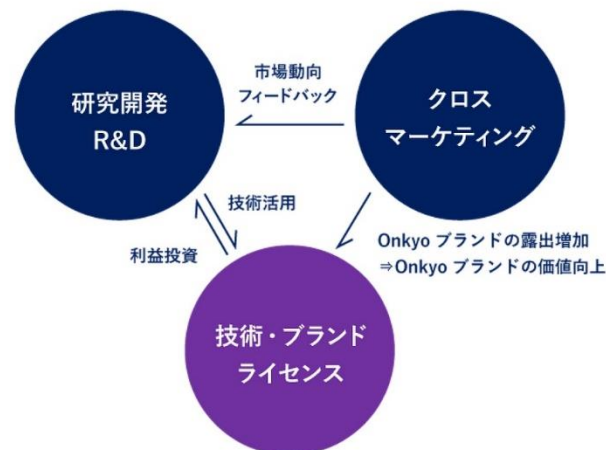 研究開発
R&D
市場動向
フィードバック
クロス
マーケティング
技術活用
利益投資
Onkyo ブランドの露出増加
⇒Onkyo ブランドの価値向上
技術・ブランド
ライセンス